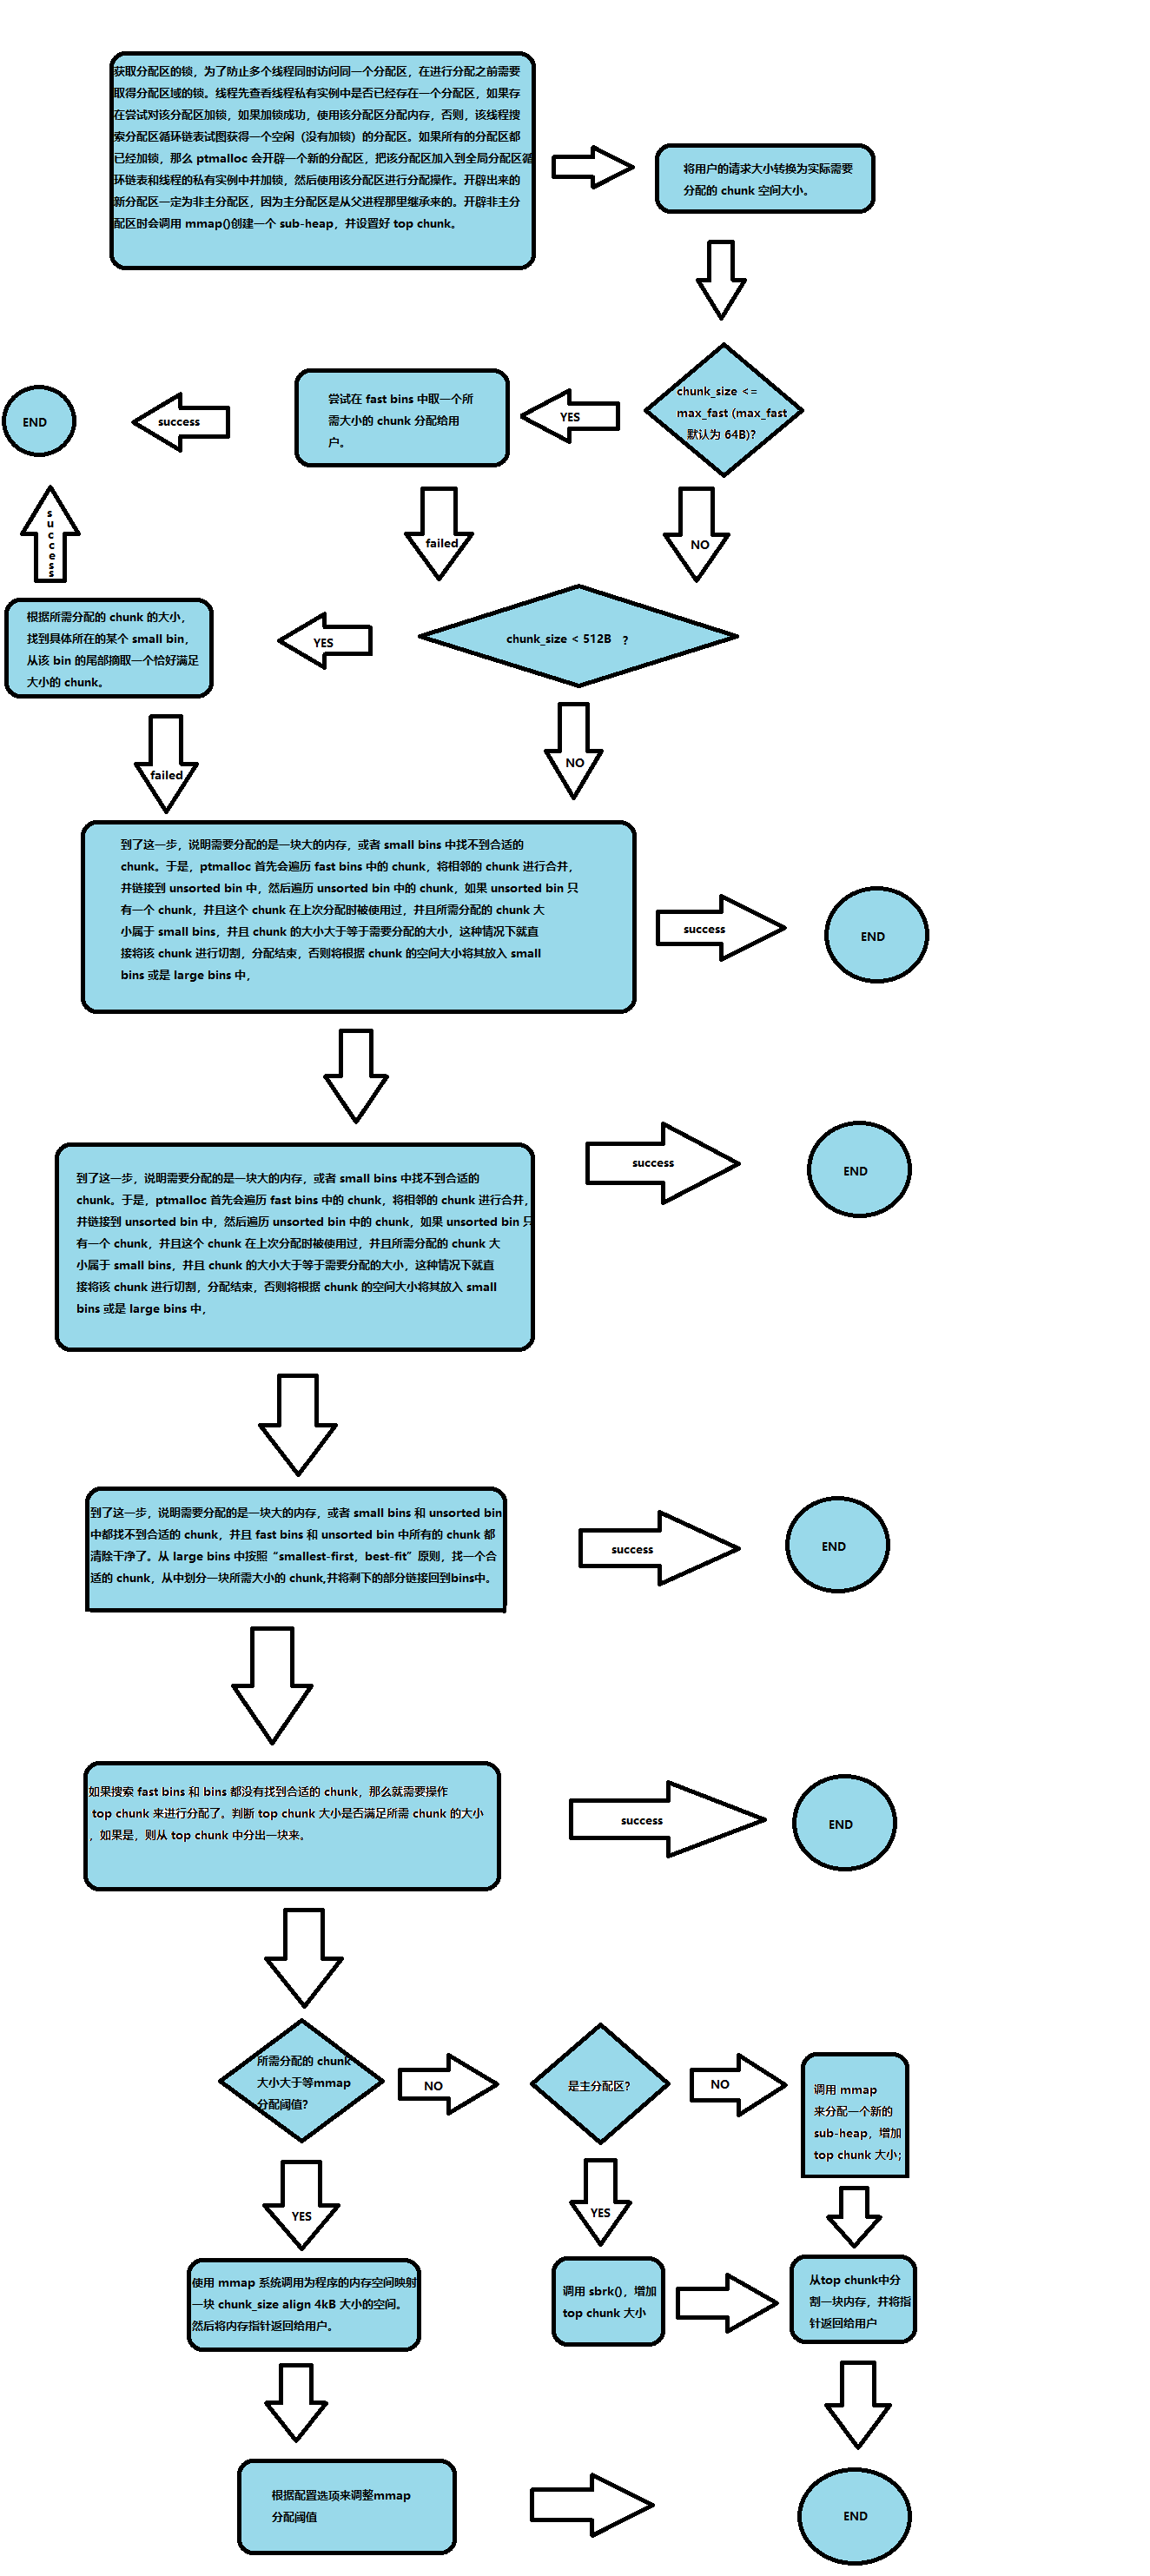 获取分配区的锁，为了防止多个线程同时访问同一个分配区，在进行分配之前需要
取得分配区域的锁。线程先查看线程私有实例中是否已经存在一个分配区，如果存
在尝试对该分配区加锁，如果加锁成功，使用该分配区分配内存，否则，该线程搜
索分配区循环链表试图获得一个空闲（没有加锁）的分配区。如果所有的分配区都
已经加锁，那么 ptmalloc 会开辟一个新的分配区，把该分配区加入到全局分配区循
环链表和线程的私有实例中并加锁，然后使用该分配区进行分配操作。开辟出来的
新分配区一定为非主分配区，因为主分配区是从父进程那里继承来的。开辟非主分
配区时会调用 mmap()创建一个 sub-heap，并设置好 top chunk。
将用户的请求大小转换为实际需要
分配的 chunk 空间大小。
chunk_size <=
max_fast (max_fast
默认为 64B)?
YES
尝试在 fast bins 中取一个所
需大小的 chunk 分配给用
户。
success
END
failed
NO
success
chunk_size < 512B ？
YES
根据所需分配的 chunk 的大小，
找到具体所在的某个 small bin，
从该 bin 的尾部摘取一个恰好满足
大小的 chunk。
failed
NO
到了这一步，说明需要分配的是一块大的内存，或者 small bins 中找不到合适的
chunk。于是，ptmalloc 首先会遍历 fast bins 中的 chunk，将相邻的 chunk 进行合并，
并链接到 unsorted bin 中，然后遍历 unsorted bin 中的 chunk，如果 unsorted bin 只
有一个 chunk，并且这个 chunk 在上次分配时被使用过，并且所需分配的 chunk 大
小属于 small bins，并且 chunk 的大小大于等于需要分配的大小，这种情况下就直
接将该 chunk 进行切割，分配结束，否则将根据 chunk 的空间大小将其放入 small
bins 或是 large bins 中，
success
END
到了这一步，说明需要分配的是一块大的内存，或者 small bins 中找不到合适的
chunk。于是，ptmalloc 首先会遍历 fast bins 中的 chunk，将相邻的 chunk 进行合并，
并链接到 unsorted bin 中，然后遍历 unsorted bin 中的 chunk，如果 unsorted bin 只
有一个 chunk，并且这个 chunk 在上次分配时被使用过，并且所需分配的 chunk 大
小属于 small bins，并且 chunk 的大小大于等于需要分配的大小，这种情况下就直
接将该 chunk 进行切割，分配结束，否则将根据 chunk 的空间大小将其放入 small
bins 或是 large bins 中，
success
END
到了这一步，说明需要分配的是一块大的内存，或者 small bins 和 unsorted bin
中都找不到合适的 chunk，并且 fast bins 和 unsorted bin 中所有的 chunk 都
清除干净了。从 large bins 中按照“smallest-first，best-fit”原则，找一个合
适的 chunk，从中划分一块所需大小的 chunk,并将剩下的部分链接回到bins中。
success
END
如果搜索 fast bins 和 bins 都没有找到合适的 chunk，那么就需要操作
top chunk 来进行分配了。判断 top chunk 大小是否满足所需 chunk 的大小
，如果是，则从 top chunk 中分出一块来。
success
END
所需分配的 chunk
大小大于等mmap
分配阈值?
NO
是主分配区?
NO
调用 mmap
来分配一个新的
sub-heap，增加
top chunk 大小;
YES
YES
使用 mmap 系统调用为程序的内存空间映射
一块 chunk_size align 4kB 大小的空间。
然后将内存指针返回给用户。
调用 sbrk()，增加
top chunk 大小
从top chunk中分
割一块内存，并将指
针返回给用户
根据配置选项来调整mmap
分配阈值
END